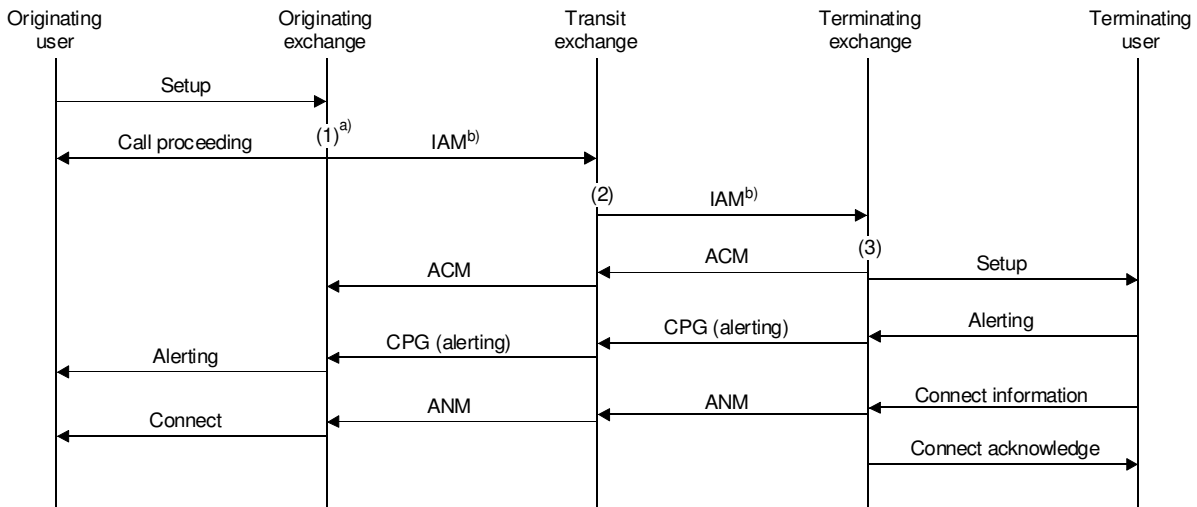 Originating
user
Originating
exchange
Transit
exchange
Terminating
exchange
Terminating
user
Setup
Call proceeding
(1)a)
IAMb)
(2)
IAMb)
(3)
ACM
ACM
Setup
Alerting
CPG (alerting)
CPG (alerting)
Alerting
Connect information
ANM
ANM
Connect
Connect acknowledge